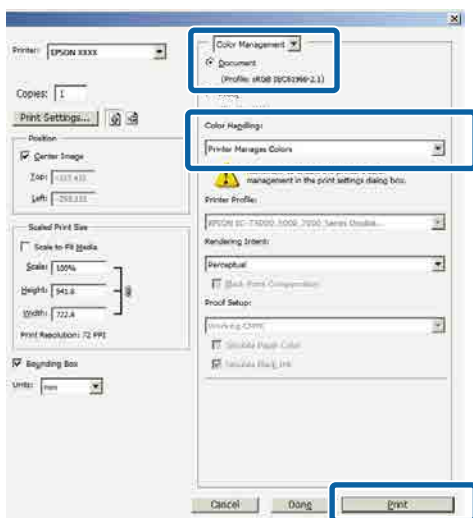 Printer: EPSON XXXX
Copies: 1
Print Settings...
Position
Center Image
Top:
Left:
Scaled Print Size
Scale to Fit Media
Scale: 100%
Height: 941.8
Width: 722.4
Print Resolution: 72 PPI
Bounding Box
Units: mm
Color Management
Document
(Profile: sRGB IEC61966-2.1)
Color Handling:
Printer Manages Colors
management in the print settings dialog box.
Printer Profile:
Rendering Intent:
Perceptual
Black Point Compensation
Proof Setup:
Working CMYK
Simulate Paper Color
Simulate Black Ink
Cancel
Done
Print